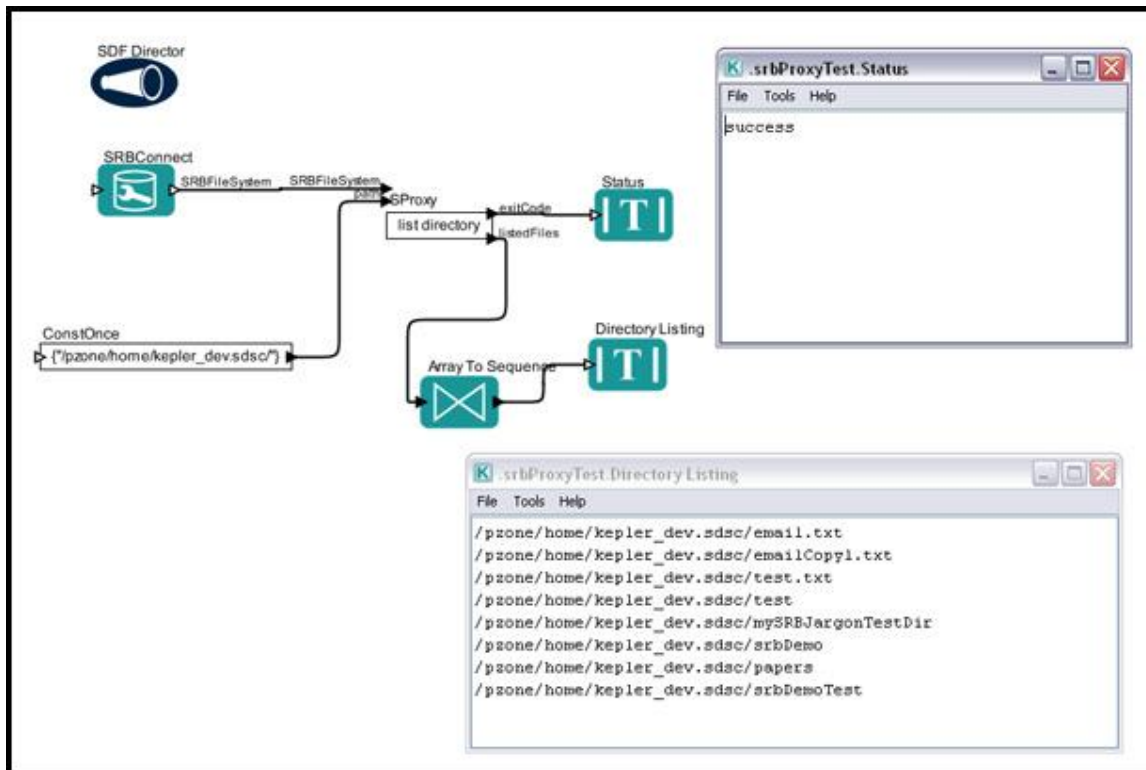 SDF Director
SRBConnect
SRBFileSystem
SRBFileSystem
path
SProxy
list directory
exitCode
listedFiles
Status
T
ConstOnce
{"/pzone/home/kepler_dev.sdsc/"}
Array To Sequence
Directory Listing
T
K .srbProxyTest.Status
File Tools Help
success
K .srbProxyTest.Directory Listing
File Tools Help
/pzone/home/kepler_dev.sdsc/email.txt
/pzone/home/kepler_dev.sdsc/emailCopy1.txt
/pzone/home/kepler_dev.sdsc/test.txt
/pzone/home/kepler_dev.sdsc/test
/pzone/home/kepler_dev.sdsc/mySRBJargonTestDir
/pzone/home/kepler_dev.sdsc/srbDemo
/pzone/home/kepler_dev.sdsc/papers
/pzone/home/kepler_dev.sdsc/srbDemoTest